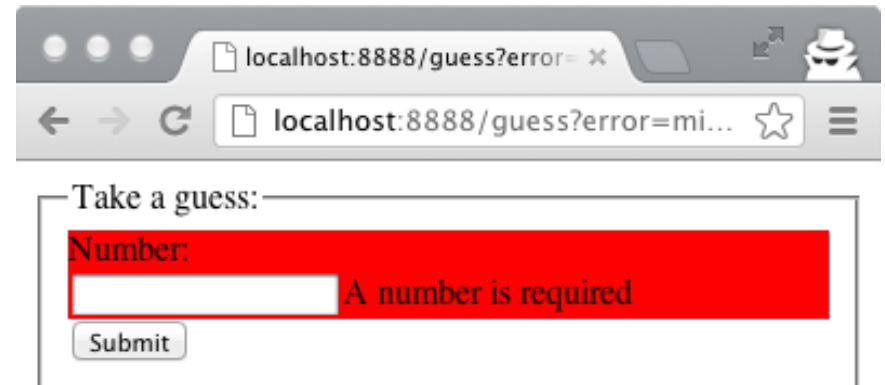 localhost:8888/guess?error=
localhost:8888/guess?error=mi...
Take a guess:
Number:
A number is required
Submit